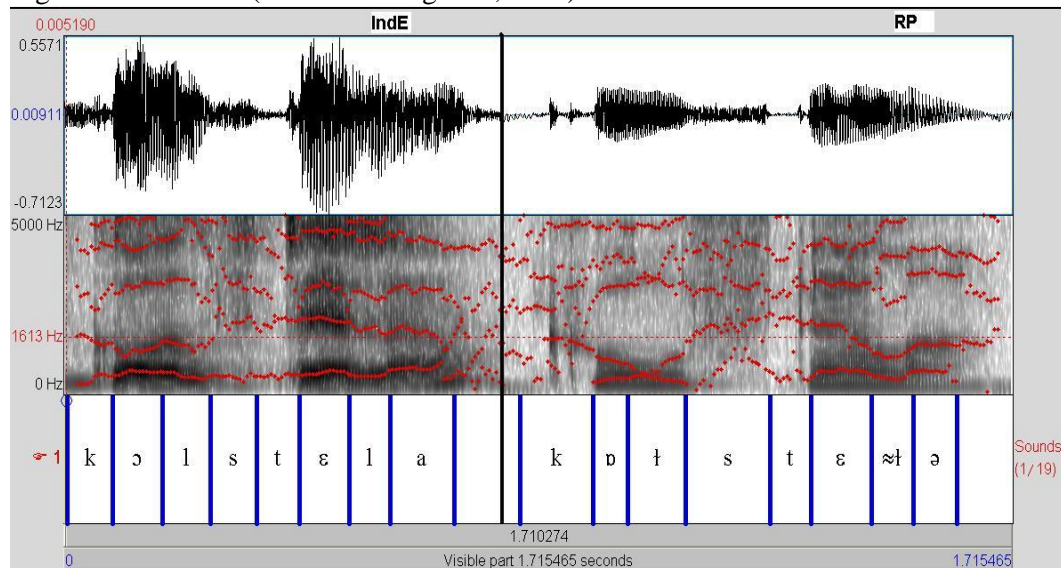 0.005190 IndE RP
0.5571
0.00911
-0.7123
5000 Hz
1613 Hz
0 Hz
1 k ɔ l s t ɛ l a k ɒ ɫ s t ɛ ≈ɫ ə Sounds
(1/19)
1.710274
0 Visible part 1.715465 seconds 1.715465